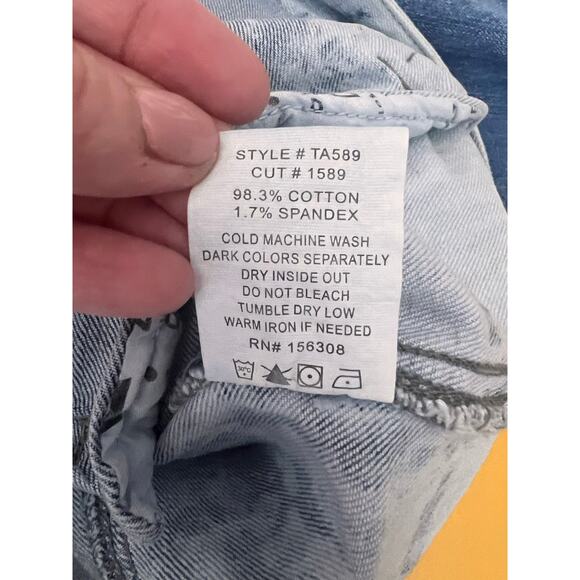 STYLE # TA589
CUT # 1589
98.3% COTTON
1.7% SPANDEX
COLD MACHINE WASH
DARK COLORS SEPARATELY
DRY INSIDE OUT
DO NOT BLEACH
TUMBLE DRY LOW
WARM IRON IF NEEDED
RN# 156308
30°C